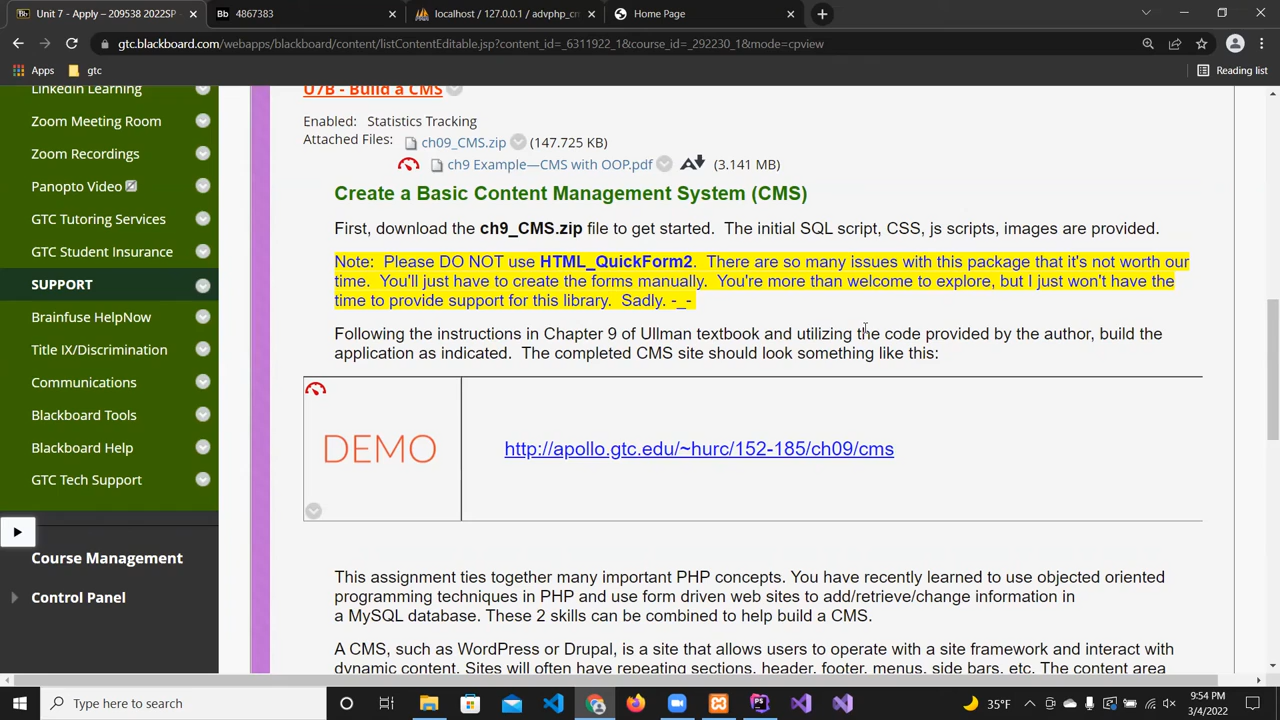 Unit 7 - Apply – 209538 2022SP
4867383
localhost / 127.0.0.1 / advphp_cm
Home Page
gtc.blackboard.com/webapps/blackboard/content/listContentEditable.jsp?content_id=_6311922_1&course_id=_292230_1&mode=cpview
Apps
gtc
Reading list
LinkedIn Learning
Zoom Meeting Room
Zoom Recordings
Panopto Video
GTC Tutoring Services
GTC Student Insurance
SUPPORT
Brainfuse HelpNow
Title IX/Discrimination
Communications
Blackboard Tools
Blackboard Help
GTC Tech Support
Course Management
Control Panel
U7B - Build a CMS
Enabled: Statistics Tracking
Attached Files: ch09_CMS.zip (147.725 KB)
ch9 Example—CMS with OOP.pdf (3.141 MB)
Create a Basic Content Management System (CMS)
First, download the ch9_CMS.zip file to get started. The initial SQL script, CSS, js scripts, images are provided.
Note: Please DO NOT use HTML_QuickForm2. There are so many issues with this package that it's not worth our
time. You'll just have to create the forms manually. You're more than welcome to explore, but I just won't have the
time to provide support for this library. Sadly. -_-
Following the instructions in Chapter 9 of Ullman textbook and utilizing the code provided by the author, build the
application as indicated. The completed CMS site should look something like this:
DEMO
http://apollo.gtc.edu/~hurc/152-185/ch09/cms
This assignment ties together many important PHP concepts. You have recently learned to use objected oriented
programming techniques in PHP and use form driven web sites to add/retrieve/change information in
a MySQL database. These 2 skills can be combined to help build a CMS.
A CMS, such as WordPress or Drupal, is a site that allows users to operate with a site framework and interact with
dynamic content. Sites will often have repeating sections, header, footer, menus, side bars, etc. The content area
Type here to search
35°F
9:54 PM
3/4/2022